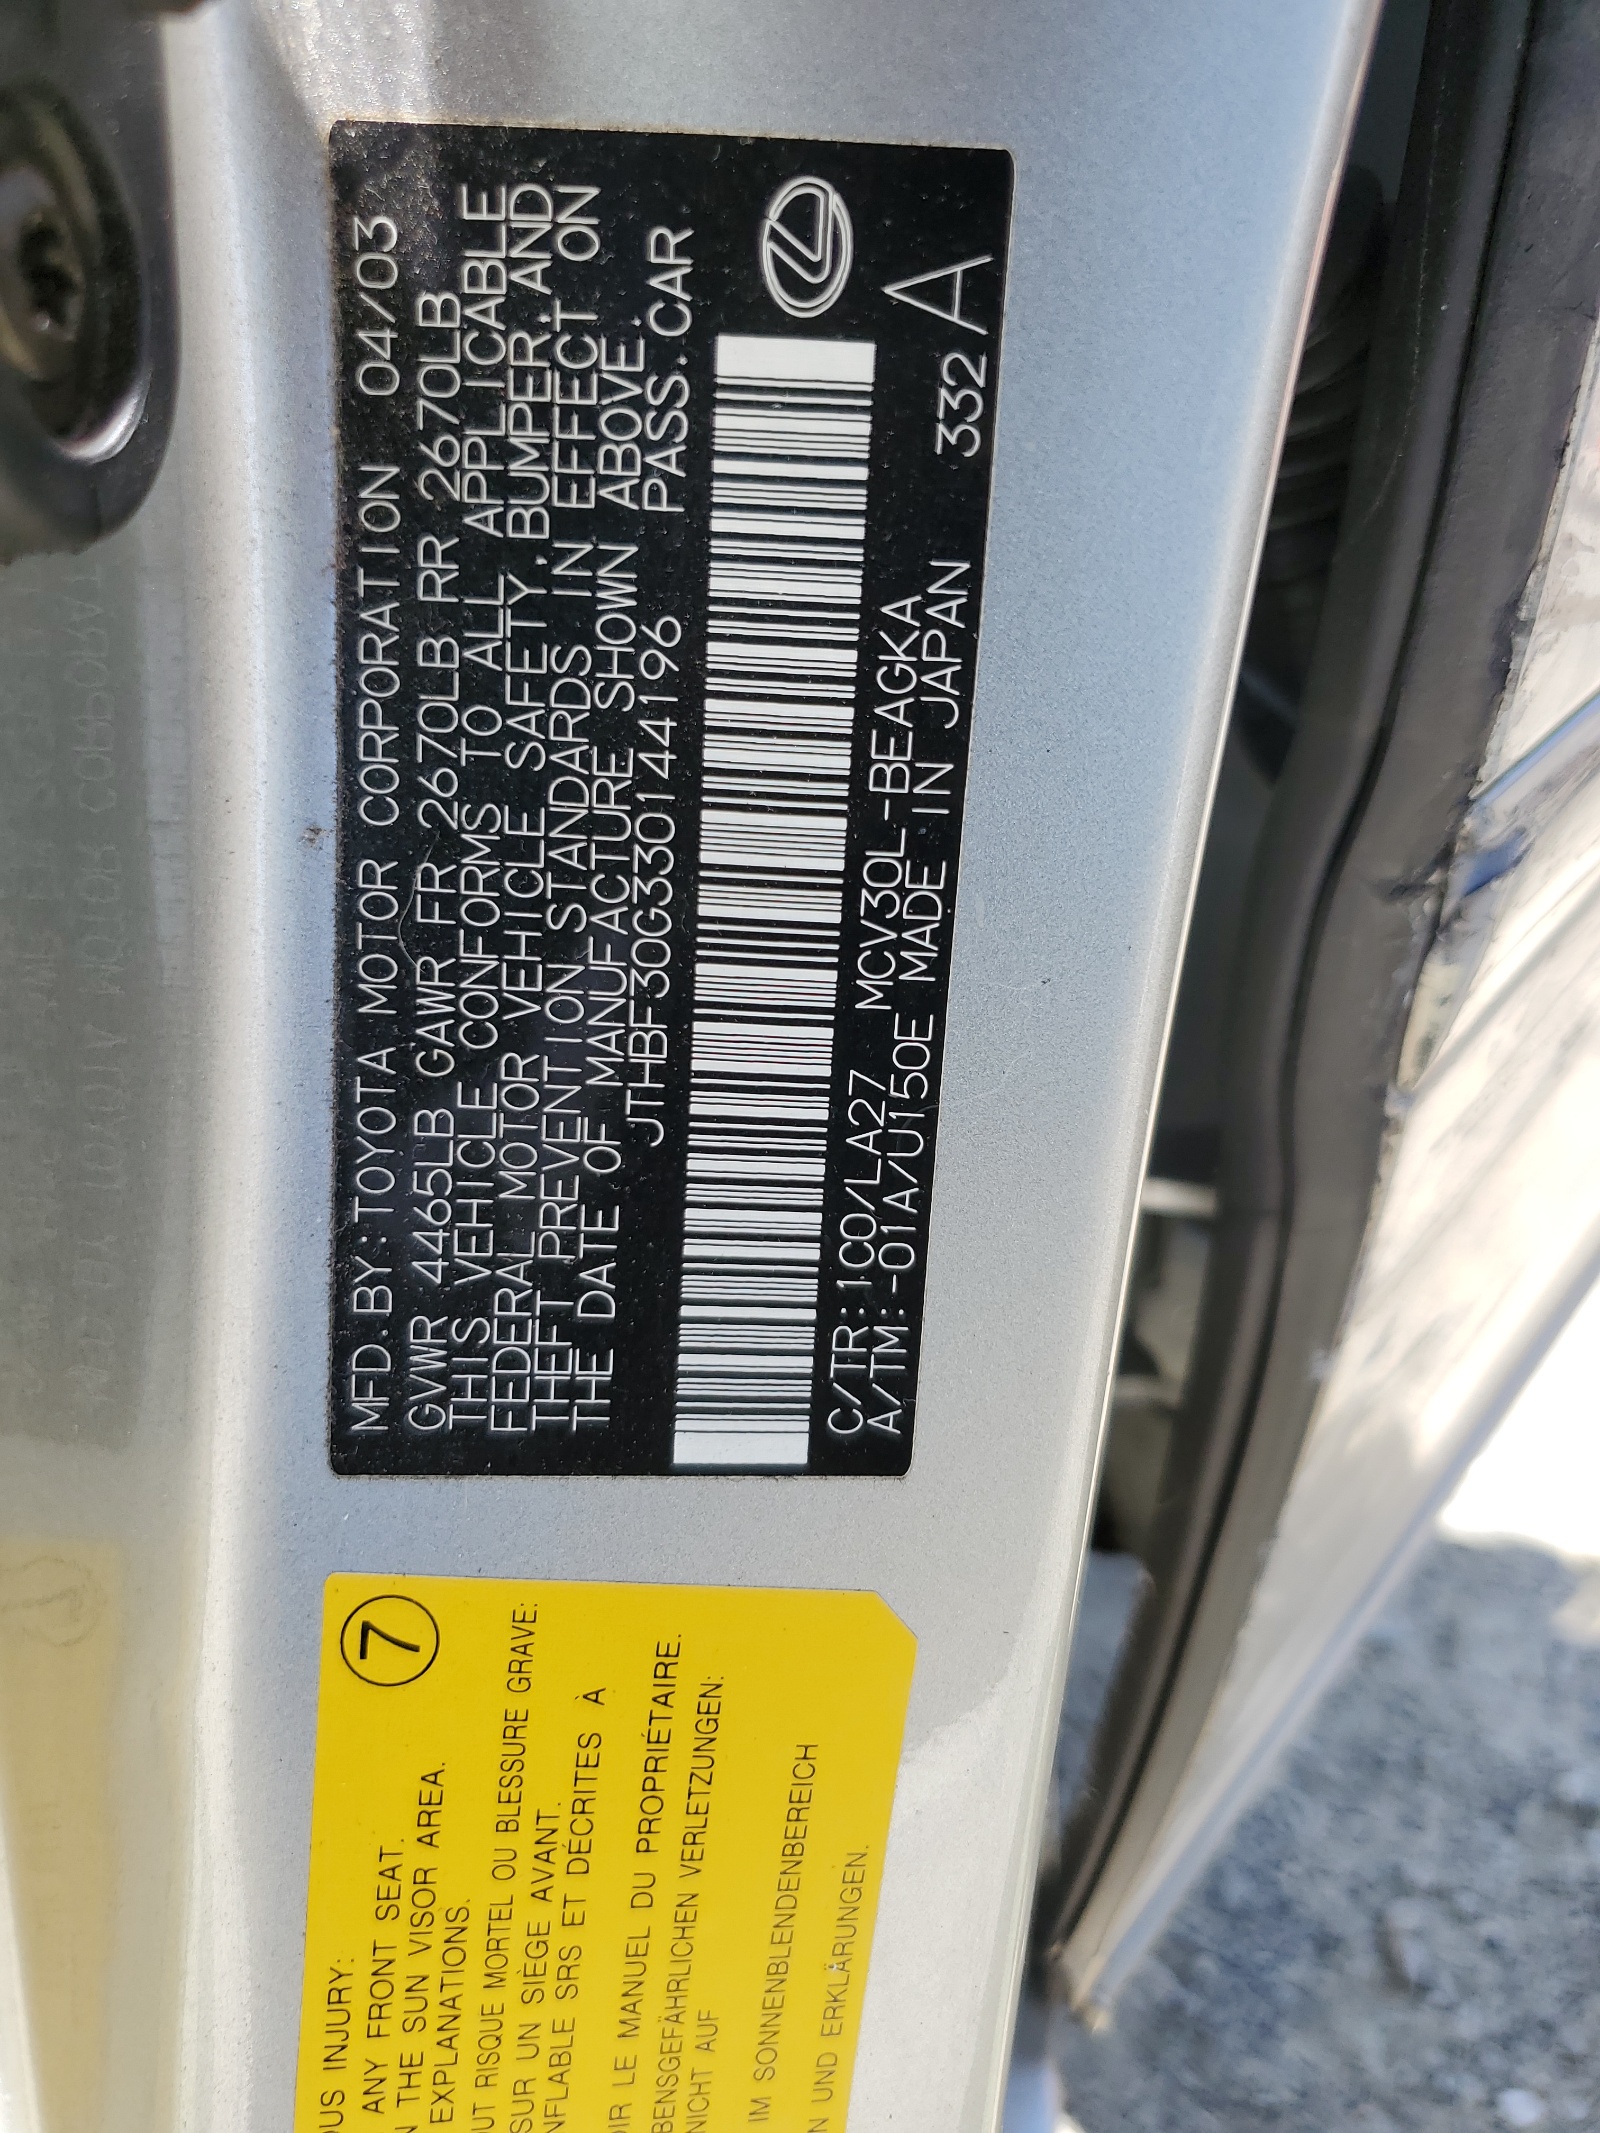 MFD.BY:TOYOTA MOTOR CORPORATION 04/03
GVWR 4465LB GAWR FR 2670LB RR 2670LB
THIS VEHICLE CONFORMS TO ALL APPLICABLE
FEDERAL MOTOR VEHICLE SAFETY,BUMPER,AND
THEFT PREVENTION STANDARDS IN EFFECT ON
THE DATE OF MANUFACTURE SHOWN ABOVE.
JTHBF30G330144196 PASS.CAR
C/TR:1C0/LA27 MCV30L-BEAGKA
A/TM:-01A/U150E MADE IN JAPAN 332 A
7
INJURY:
ANY FRONT SEAT.
THE SUN VISOR AREA.
EXPLANATIONS.
RISQUE MORTEL OU BLESSURE GRAVE:
SUR UN SIÈGE AVANT.
SRS ET DÉCRITES À
LE MANUEL DU PROPRIÉTAIRE.
VERLETZUNGEN:
NICHT AUF
IM SONNENBLENDENBEREICH
UND ERKLÄRUNGEN.